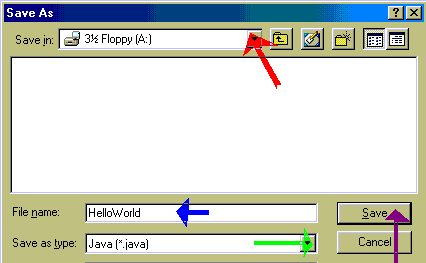 Save As
Save in: 3½ Floppy (A:)
File name: HelloWorld Save
Save as type: Java (*.java) Cancel